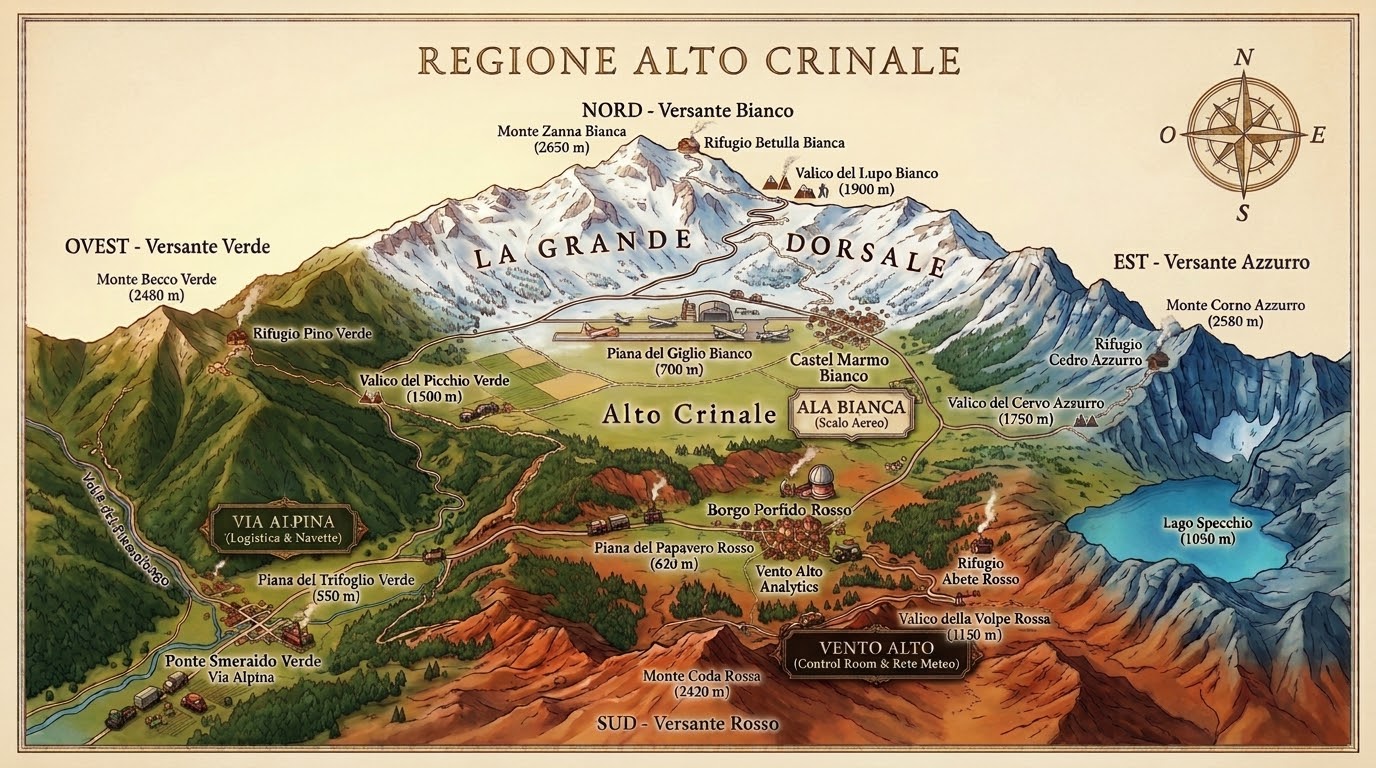 REGIONE ALTO CRINALE
N
O
E
S
NORD - Versante Bianco
Monte Zanna Bianca
(2650 m)
Rifugio Betulla Bianca
Valico del Lupo Bianco
(1900 m)
OVEST - Versante Verde
Monte Becco Verde
(2480 m)
LA GRANDE DORSALE
EST - Versante Azzurro
Monte Corno Azzurro
(2580 m)
Rifugio Pino Verde
Rifugio
Cedro Azzurro
Piana del Giglio Bianco
(700 m)
Castel Marmo
Bianco
Valico del Picchio Verde
(1500 m)
Valico del Cervo Azsurro
(1750 m)
Alto Crinale
ALA BIANCA
(Scalo Aereo)
VIA ALPINA
(Logistica & Navette)
Borgo Porfido Rosso
Lago Specchio
(1050 m)
Piana del Papavero Rosso
(620 m)
Vento Alto
Analytics
Rifugio
Abete Rosso
Piana del Trifoglio Verde
(550 m)
Valico della Volpe Rossa
(1150 m)
Ponte Smeraido Verde
Via Alpina
VENTO ALTO
(Control Room & Rete Meteo)
Monte Coda Rossa
(2420 m)
SUD - Versante Rosso